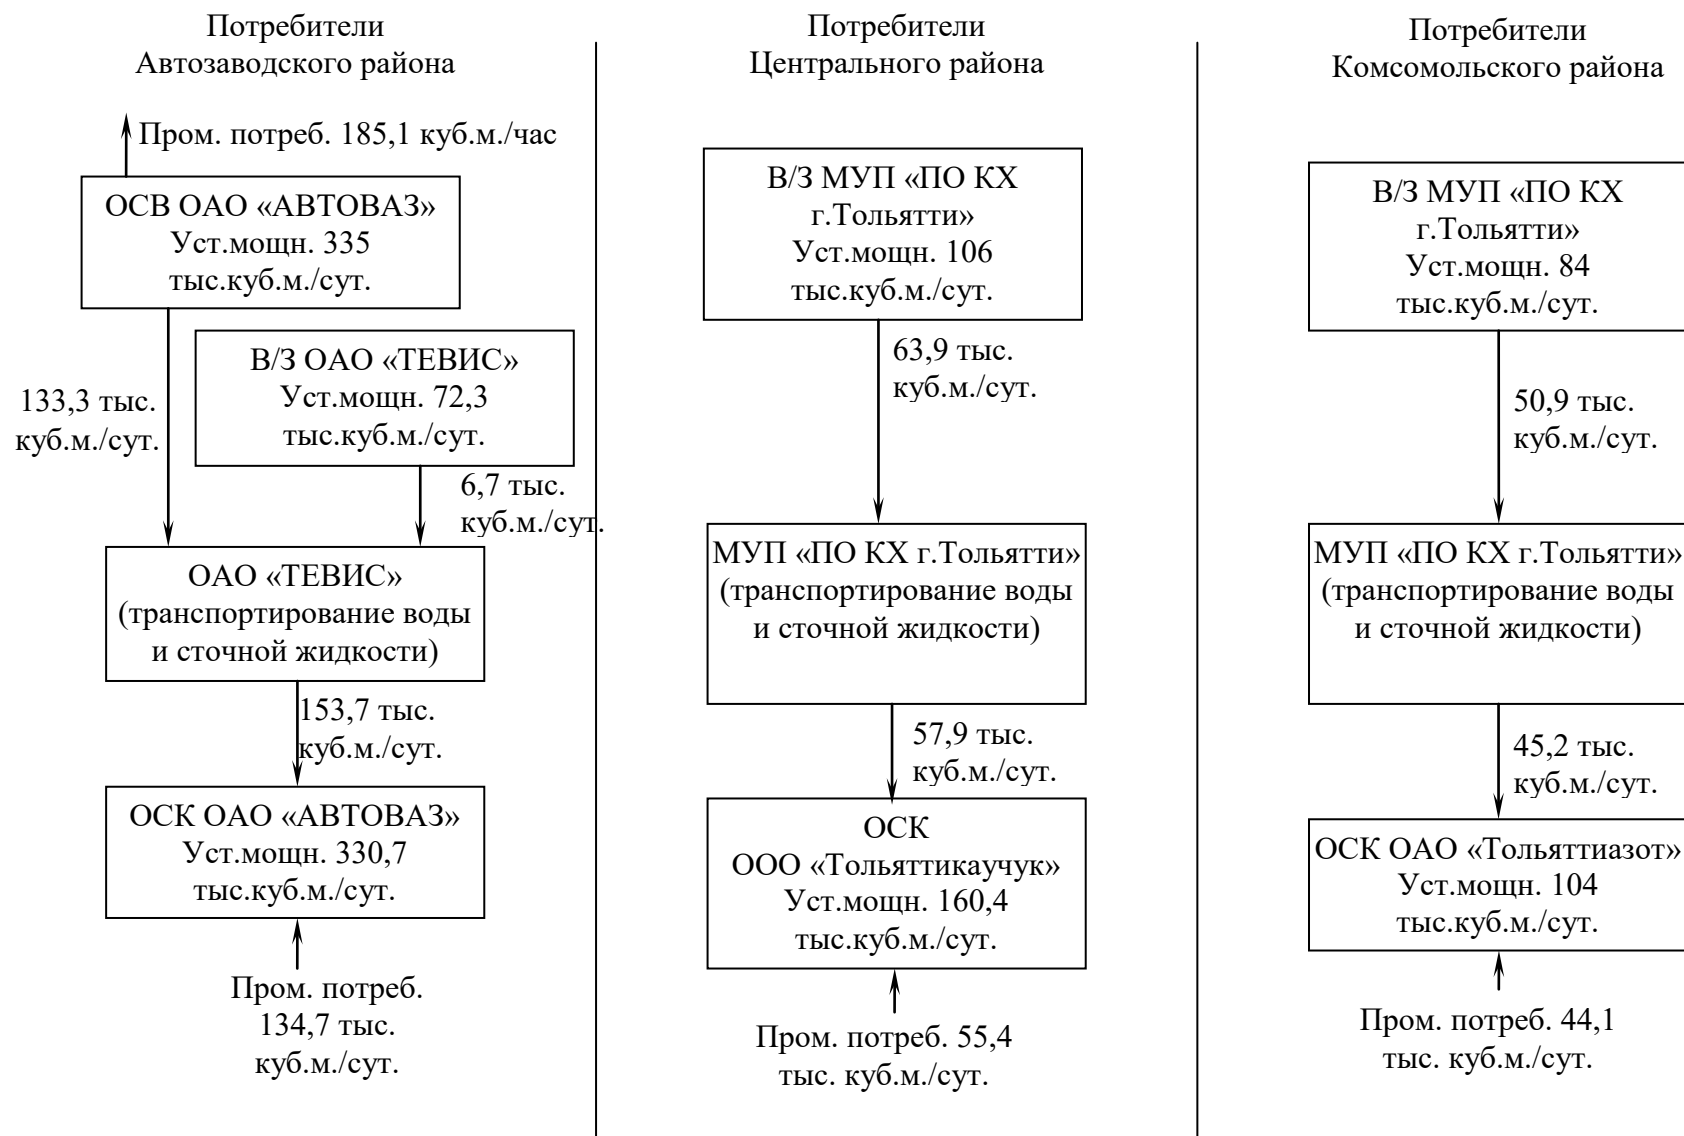 Потребители
Автозаводского района
Пром. потреб. 185,1 куб.м./час
ОСВ ОАО «АВТОВАЗ»
Уст.мощн. 335
тыс.куб.м./сут.
В/З ОАО «ТЕВИС»
Уст.мощн. 72,3
тыс.куб.м./сут.
133,3 тыс.
куб.м./сут.
6,7 тыс.
куб.м./сут.
ОАО «ТЕВИС»
(транспортирование воды
и сточной жидкости)
153,7 тыс.
куб.м./сут.
ОСК ОАО «АВТОВАЗ»
Уст.мощн. 330,7
тыс.куб.м./сут.
Пром. потреб.
134,7 тыс.
куб.м./сут.
Потребители
Центрального района
В/З МУП «ПО КХ
г.Тольятти»
Уст.мощн. 106
тыс.куб.м./сут.
63,9 тыс.
куб.м./сут.
МУП «ПО КХ г.Тольятти»
(транспортирование воды
и сточной жидкости)
57,9 тыс.
куб.м./сут.
ОСК
ООО «Тольяттикаучук»
Уст.мощн. 160,4
тыс.куб.м./сут.
Пром. потреб. 55,4
тыс. куб.м./сут.
Потребители
Комсомольского района
В/З МУП «ПО КХ
г.Тольятти»
Уст.мощн. 84
тыс.куб.м./сут.
50,9 тыс.
куб.м./сут.
МУП «ПО КХ г.Тольятти»
(транспортирование воды
и сточной жидкости)
45,2 тыс.
куб.м./сут.
ОСК ОАО «Тольяттиазот»
Уст.мощн. 104
тыс.куб.м./сут.
Пром. потреб. 44,1
тыс. куб.м./сут.